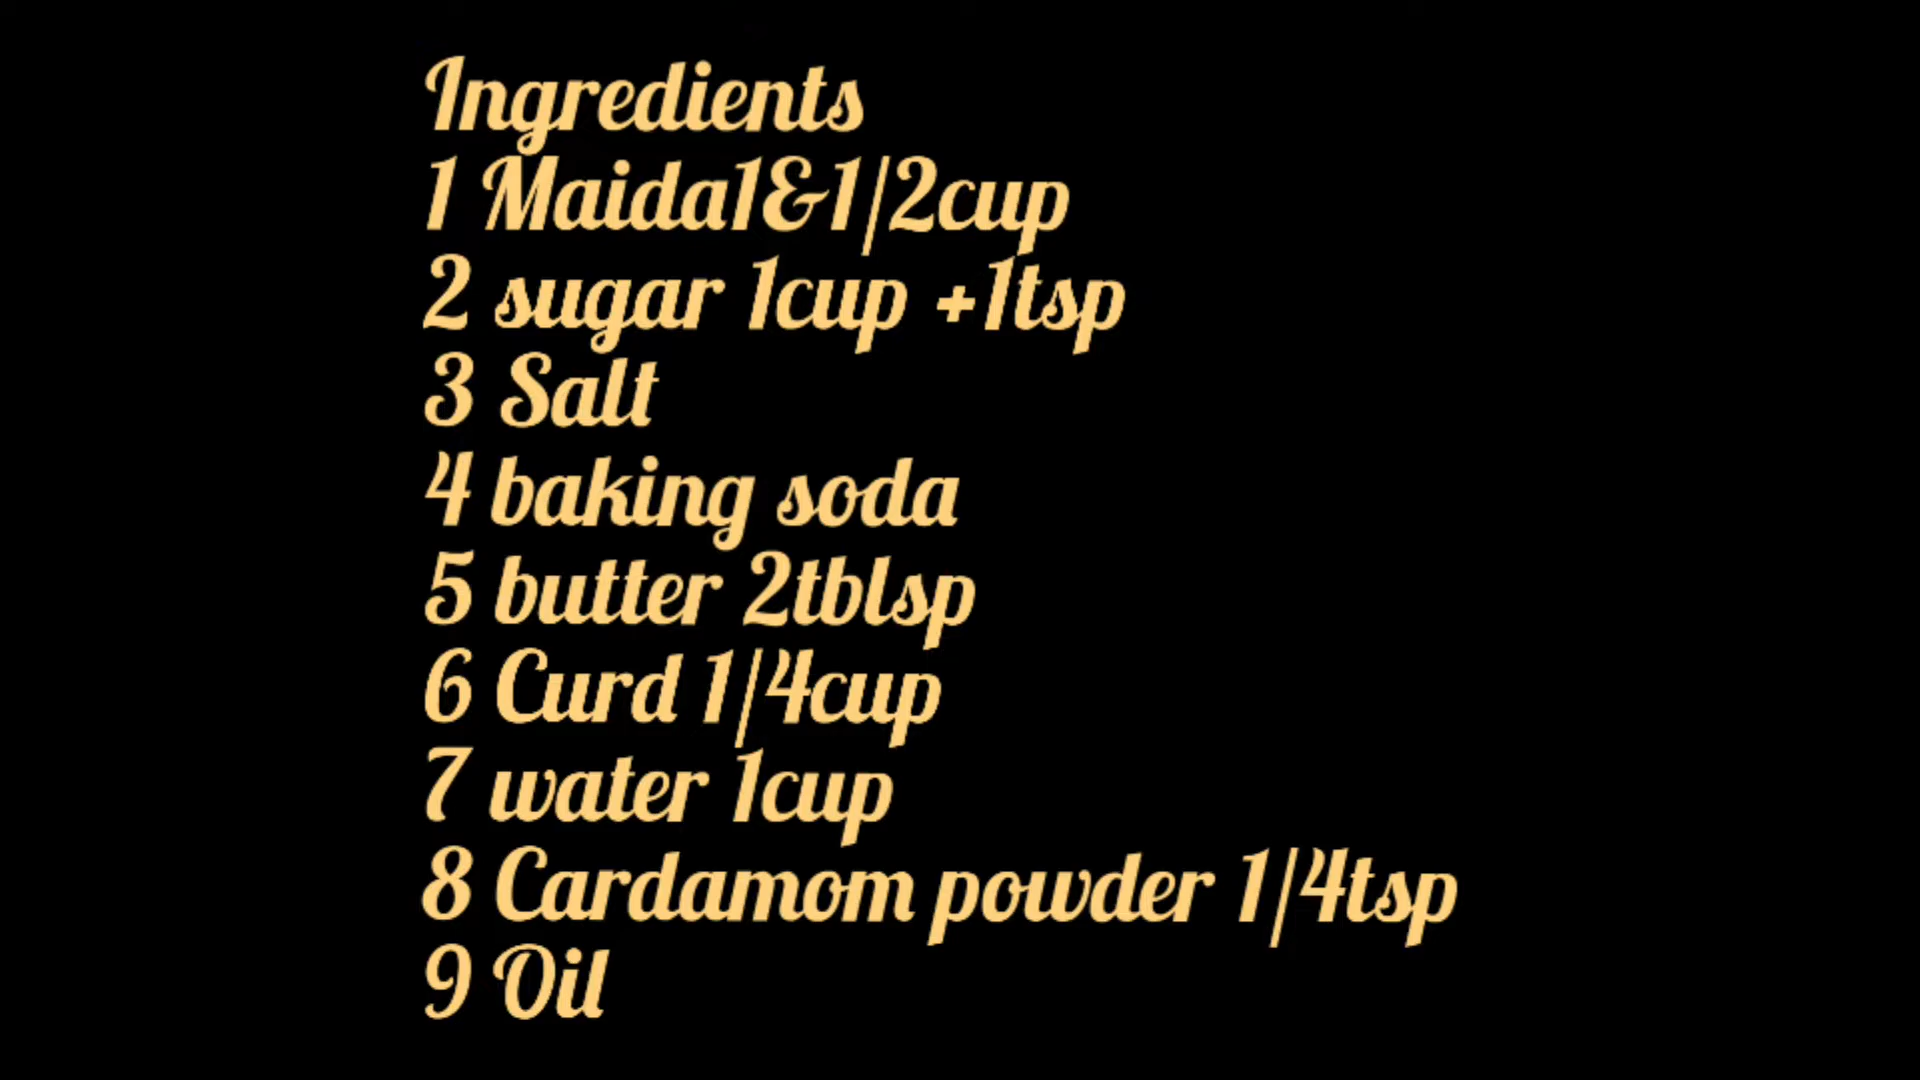 Ingredients
1 Maida1&1/2cup
2 sugar 1cup +1tsp
3 Salt
4 baking soda
5 butter 2tblsp
6 Curd 1/4cup
7 water 1cup
8 Cardamom powder 1/4tsp
9 Oil